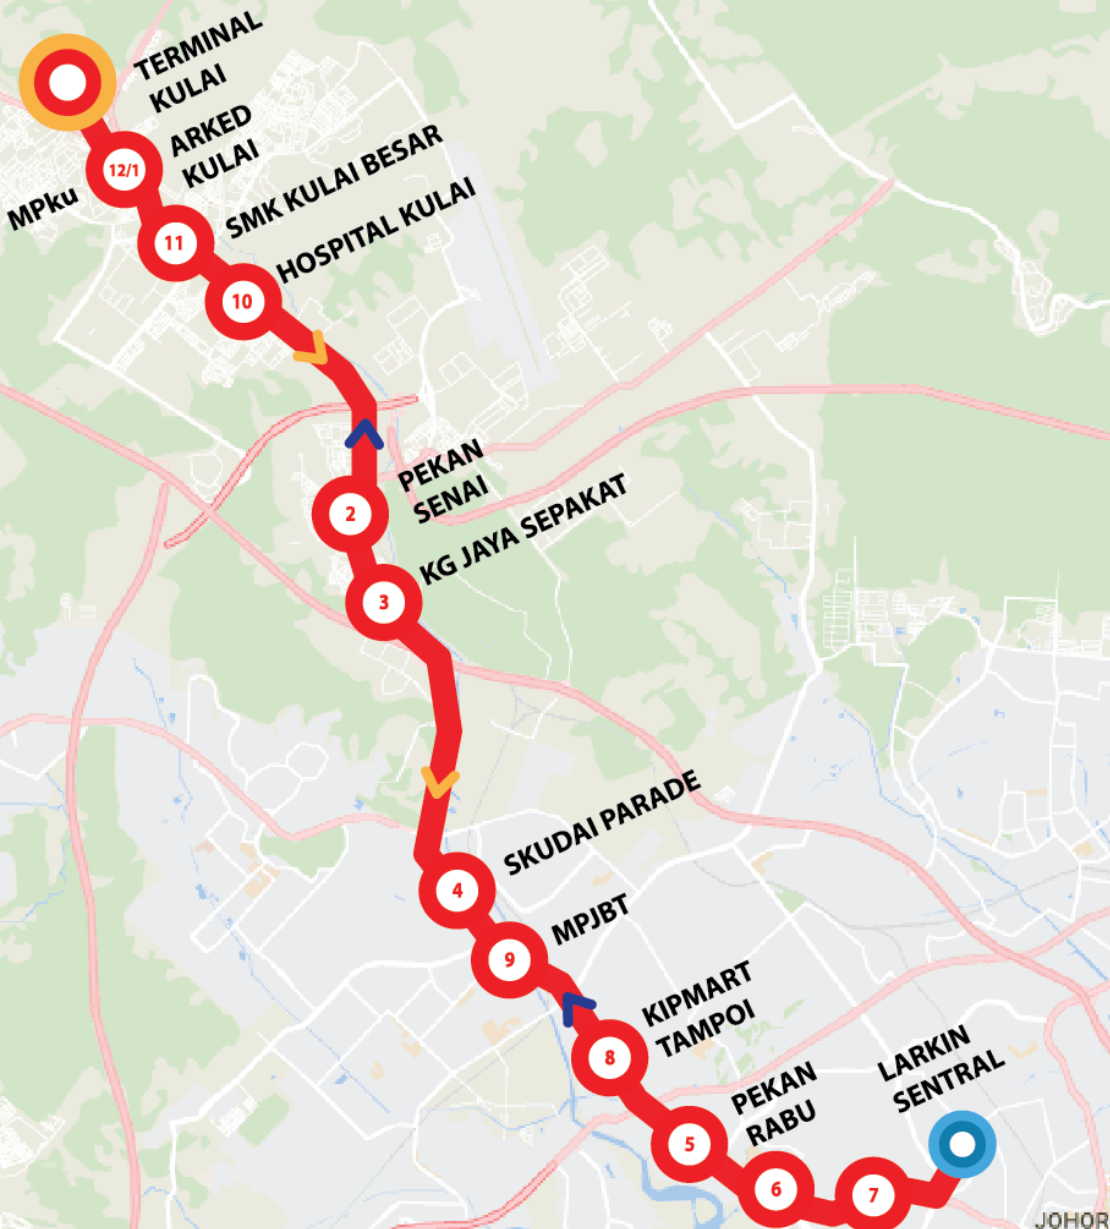 TERMINAL
KULAI
ARKED
KULAI
12/1
MPku
SMK KULAI BESAR
11
HOSPITAL KULAI
10
PEKAN
SENAI
2
KG JAYA SEPAKAT
3
SKUDAI PARADE
4
MPJBT
9
KIPMART
TAMPOI
8
LARKIN
SENTRAL
PEKAN
RABU
5
6
7
JOHOR